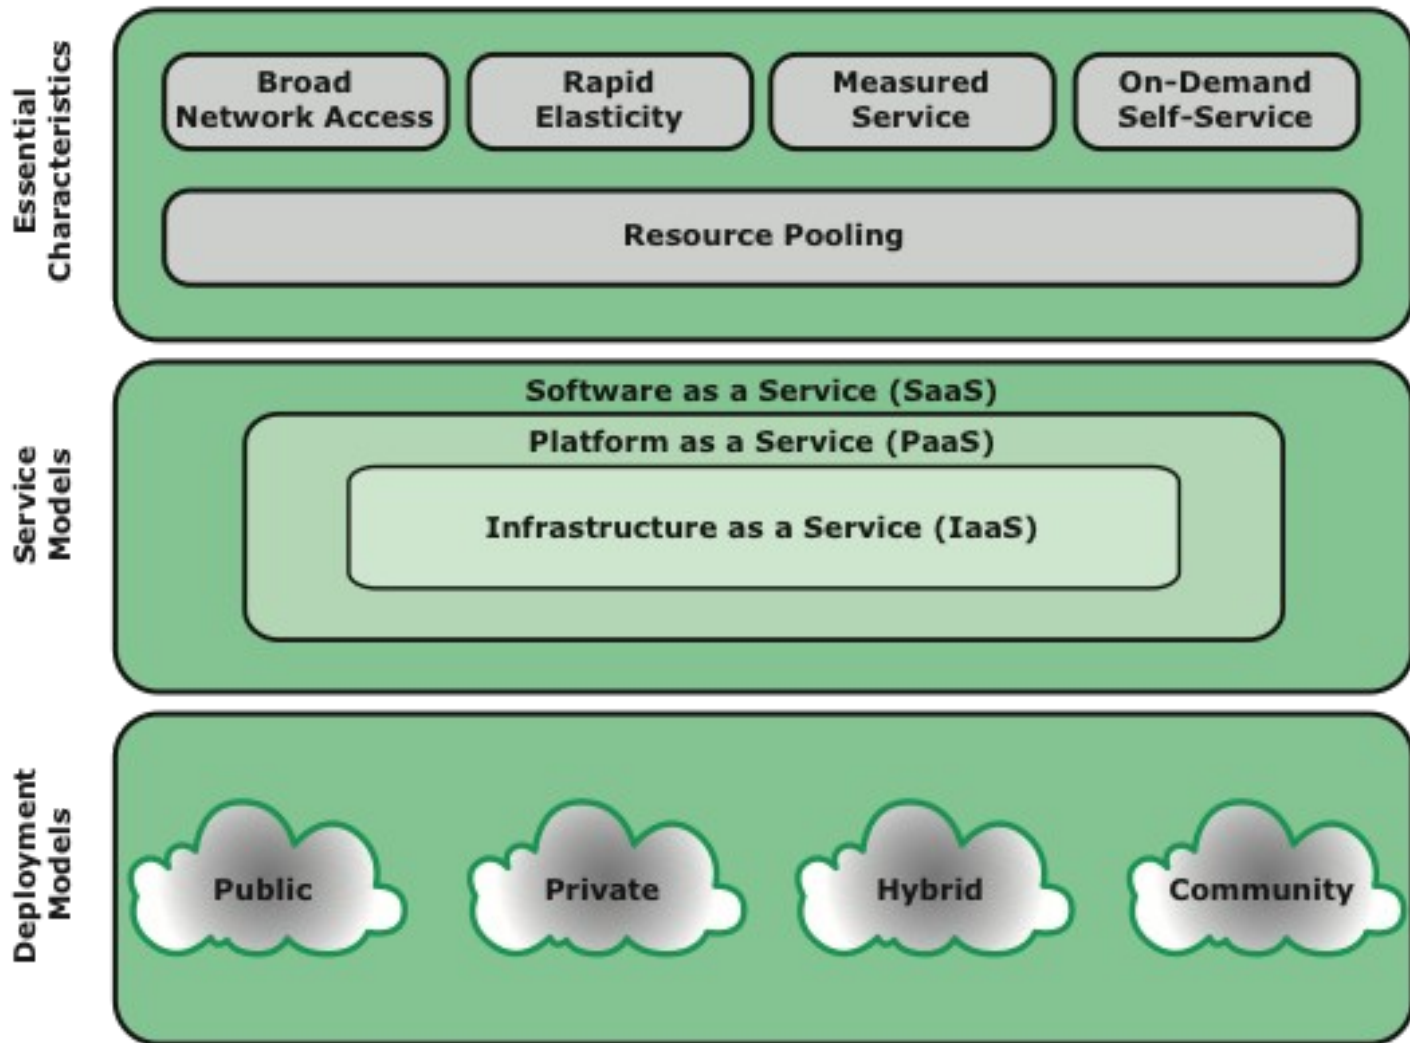 Essential
Characteristics
Broad
Network Access
Rapid
Elasticity
Measured
Service
On-Demand
Self-Service
Resource Pooling
Service
Models
Software as a Service (SaaS)
Platform as a Service (PaaS)
Infrastructure as a Service (IaaS)
Deployment
Models
Public
Private
Hybrid
Community